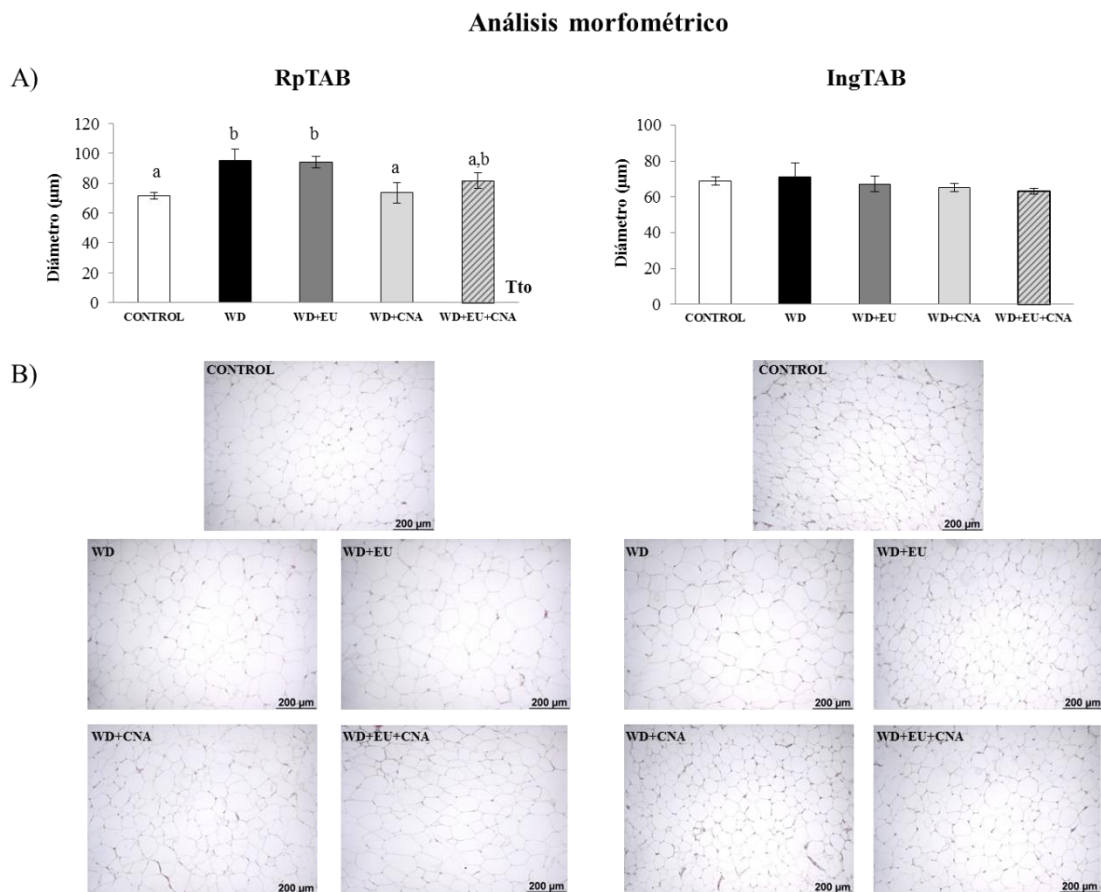 Análisis morfométrico
A)
RpTAB
Diámetro (µm)
120
100
80
60
40
20
0
a
b
b
a
a,b
Tto
CONTROL
WD
WD+EU
WD+CNA
WD+EU+CNA
IngTAB
Diámetro (µm)
100
80
60
40
20
0
CONTROL
WD
WD+EU
WD+CNA
WD+EU+CNA
B)
CONTROL
200 µm
CONTROL
200 µm
WD
200 µm
WD+EU
200 µm
WD
200 µm
WD+EU
200 µm
WD+CNA
200 µm
WD+EU+CNA
200 µm
WD+CNA
200 µm
WD+EU+CNA
200 µm